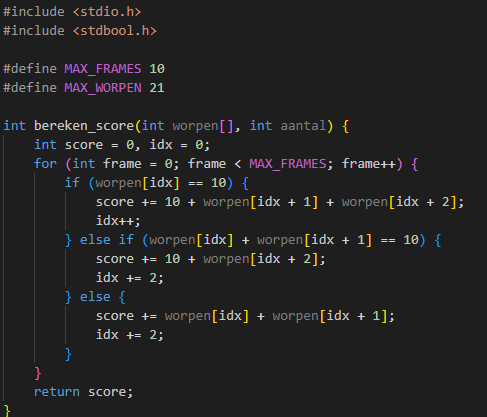 #include <stdio.h>
#include <stdbool.h>

#define MAX_FRAMES 10
#define MAX_WORPEN 21

int bereken_score(int worpen[], int aantal) {
    int score = 0, idx = 0;
    for (int frame = 0; frame < MAX_FRAMES; frame++) {
        if (worpen[idx] == 10) {
            score += 10 + worpen[idx + 1] + worpen[idx + 2];
            idx++;
        } else if (worpen[idx] + worpen[idx + 1] == 10) {
            score += 10 + worpen[idx + 2];
            idx += 2;
        } else {
            score += worpen[idx] + worpen[idx + 1];
            idx += 2;
        }
    }
    return score;
}